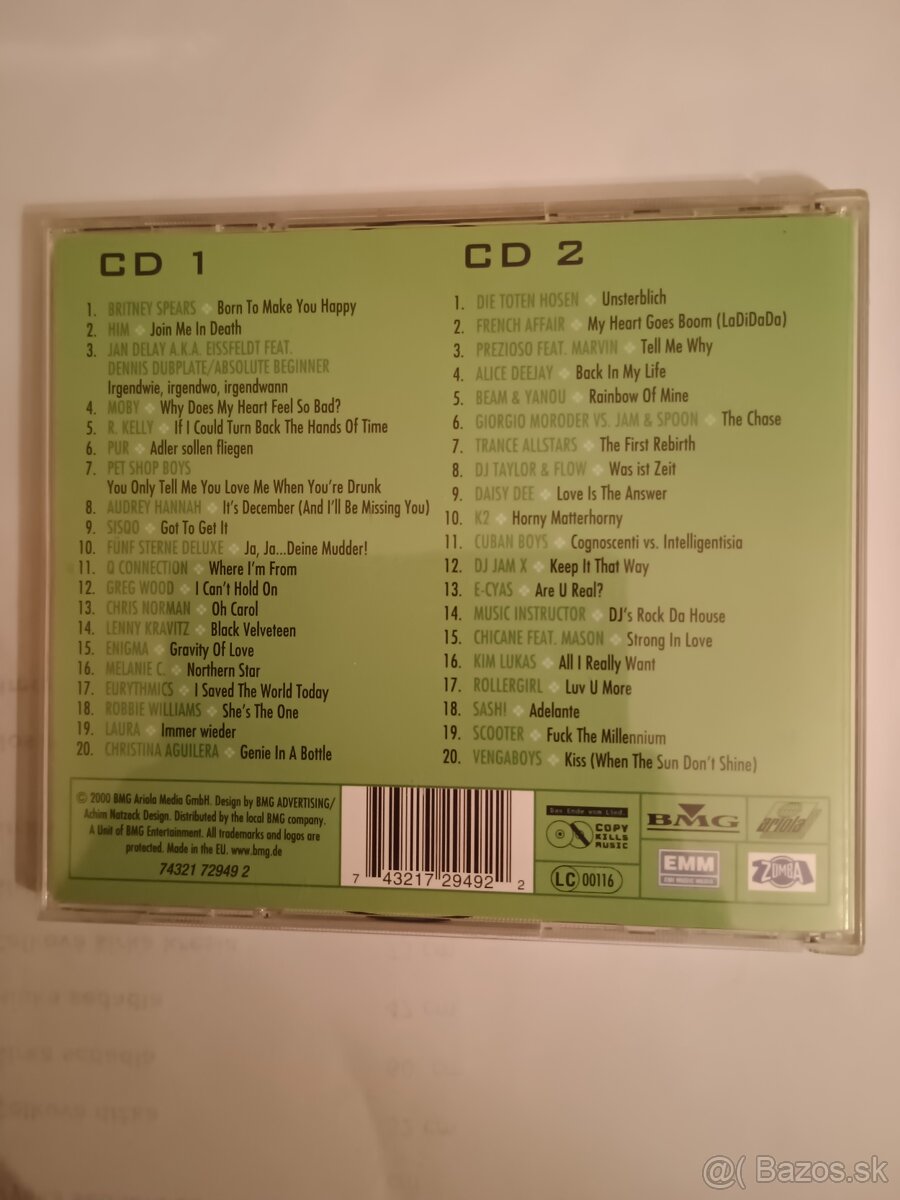 CD 1
1. BRITNEY SPEARS ❖ Born To Make You Happy
2. HIM ❖ Join Me In Death
3. JAN DELAY A.K.A. EISSFELDT FEAT.
DENNIS DUBPLATE/ABSOLUTE BEGINNER
Irgendwie, irgendwo, irgendwann
4. MOBY ❖ Why Does My Heart Feel So Bad?
5. R. KELLY ❖ If I Could Turn Back The Hands Of Time
6. PUR ❖ Adler sollen fliegen
7. PET SHOP BOYS
You Only Tell Me You Love Me When You're Drunk
8. AUDREY HANNAH ❖ It's December (And I'll Be Missing You)
9. SISQO ❖ Got To Get It
10. FÜNF STERNE DELUXE ❖ Ja, Ja...Deine Mudder!
11. Q CONNECTION ❖ Where I'm From
12. GREG WOOD ❖ I Can't Hold On
13. CHRIS NORMAN ❖ Oh Carol
14. LENNY KRAVITZ ❖ Black Velveteen
15. ENIGMA ❖ Gravity Of Love
16. MELANIE C. ❖ Northern Star
17. EURYTHMICS ❖ I Saved The World Today
18. ROBBIE WILLIAMS ❖ She's The One
19. LAURA ❖ Immer wieder
20. CHRISTINA AGUILERA ❖ Genie In A Bottle
CD 2
1. DIE TOTEN HOSEN ❖ Unsterblich
2. FRENCH AFFAIR ❖ My Heart Goes Boom (LaDiDaDa)
3. PREZIOSO FEAT. MARVIN ❖ Tell Me Why
4. ALICE DEEJAY ❖ Back In My Life
5. BEAM & YANOU ❖ Rainbow Of Mine
6. GIORGIO MORODER VS. JAM & SPOON ❖ The Chase
7. TRANCE ALLSTARS ❖ The First Rebirth
8. DJ TAYLOR & FLOW ❖ Was ist Zeit
9. DAISY DEE ❖ Love Is The Answer
10. K2 ❖ Horny Matterhorny
11. CUBAN BOYS ❖ Cognoscenti vs. Intelligentisia
12. DJ JAM X ❖ Keep It That Way
13. E-CYAS ❖ Are U Real?
14. MUSIC INSTRUCTOR ❖ DJ's Rock Da House
15. CHICANE FEAT. MASON ❖ Strong In Love
16. KIM LUKAS ❖ All I Really Want
17. ROLLERGIRL ❖ Luv U More
18. SASH! ❖ Adelante
19. SCOOTER ❖ Fuck The Millennium
20. VENGABOYS ❖ Kiss (When The Sun Don't Shine)
© 2000 BMG Ariola Media GmbH. Design by BMG ADVERTISING/
Achim Natzeck Design. Distributed by the local BMG company.
A Unit of BMG Entertainment. All trademarks and logos are
protected. Made in the EU. www.bmg.de
74321 72949 2
7 43217 29492 2
Das Ende vom Lied.
COPY
KILLS
MUSIC
LC 00116
BMG
ariola
EMM
EMI MUSIC MEDIA
ZOMBA
@( Bazos.sk